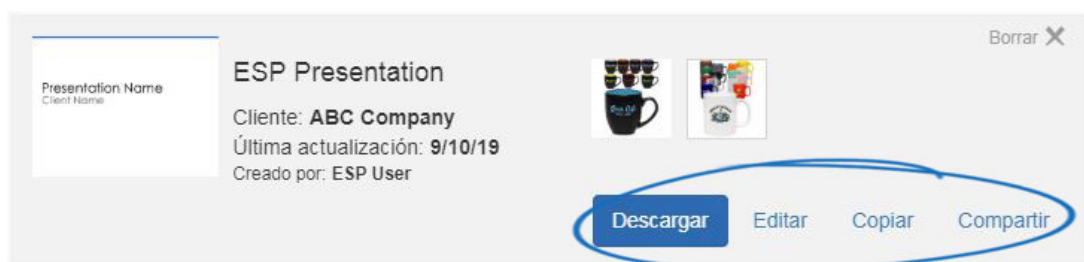 Borrar
Presentation Name
Client Name
ESP Presentation
Cliente: ABC Company
Última actualización: 9/10/19
Creado por: ESP User
Descargar Editar Copiar Compartir